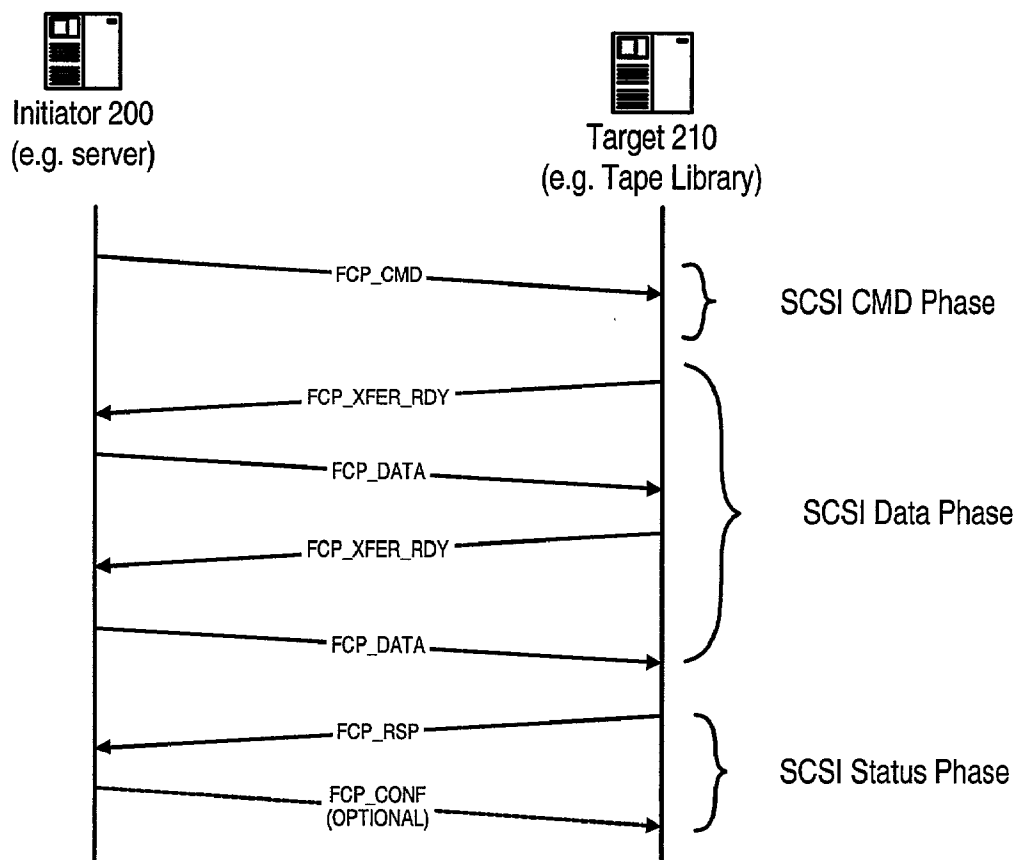 Initiator 200
(e.g. server)
Target 210
(e.g. Tape Library)
FCP_CMD
SCSI CMD Phase
FCP_XFER_RDY
FCP_DATA
SCSI Data Phase
FCP_XFER_RDY
FCP_DATA
FCP_RSP
SCSI Status Phase
FCP_CONF
(OPTIONAL)